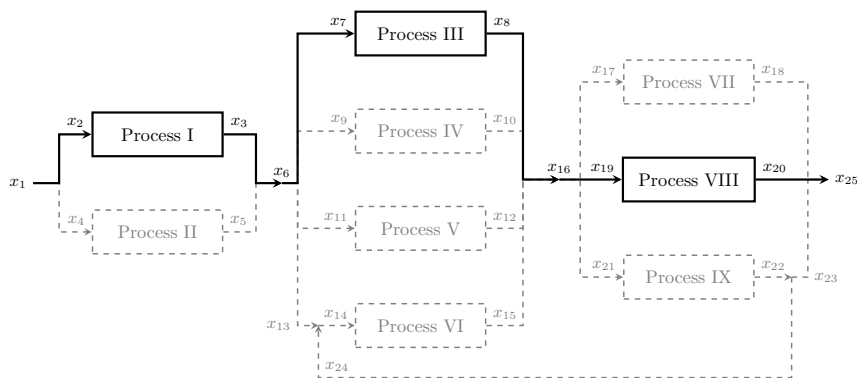 x7 Process III x8
x17 Process VII x18
x2 Process I x3
x9 Process IV x10
x1 x6 x16 x19 Process VIII x20 x25
x4 Process II x5
x11 Process V x12
x21 Process IX x22 x23
x13 x14 Process VI x15
x24